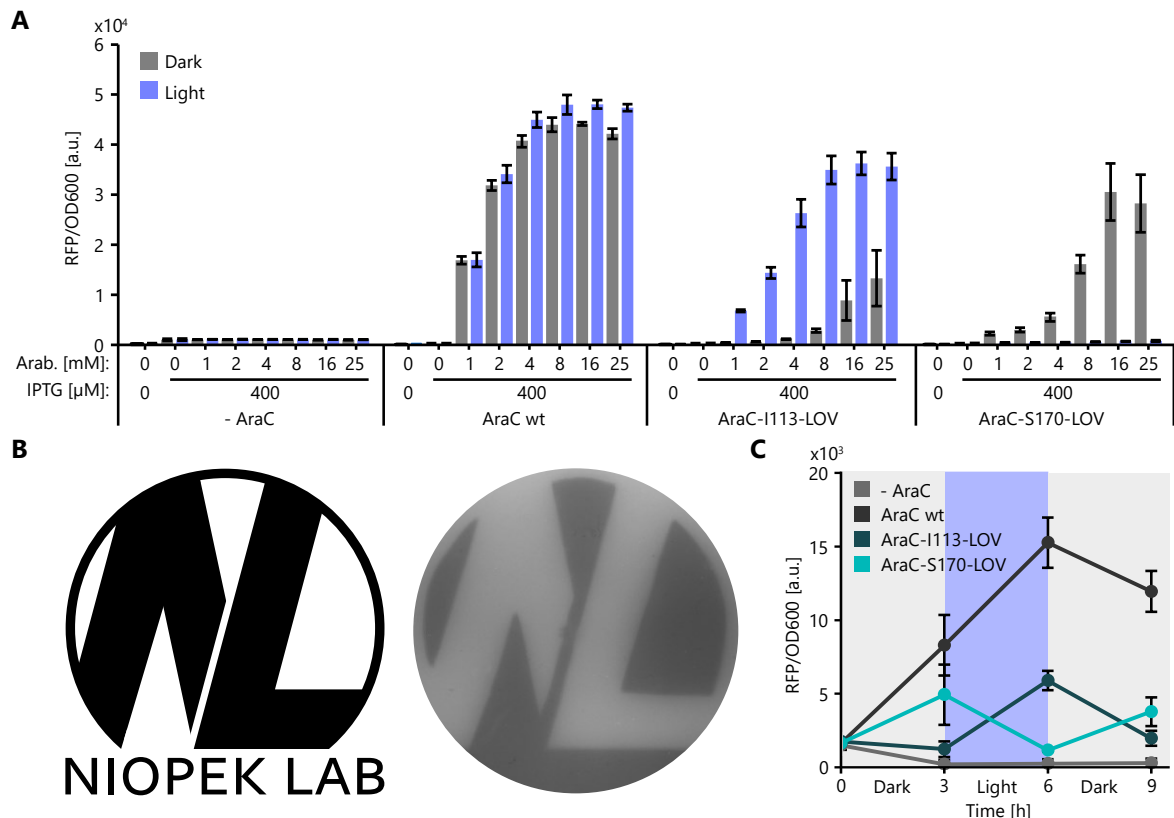 A
x10⁴
6
5
4
3
2
1
0
RFP/OD600 [a.u.]
Dark
Light
Arab. [mM]: 0 0 1 2 4 8 16 25 0 0 1 2 4 8 16 25 0 0 1 2 4 8 16 25 0 0 1 2 4 8 16 25
IPTG [µM]: 0 400 0 400 0 400 0 400
- AraC AraC wt AraC-I113-LOV AraC-S170-LOV
B
NIOPEK LAB
C
x10³
20
15
10
5
0
RFP/OD600 [a.u.]
- AraC
AraC wt
AraC-I113-LOV
AraC-S170-LOV
0 Dark 3 Light 6 Dark 9
Time [h]